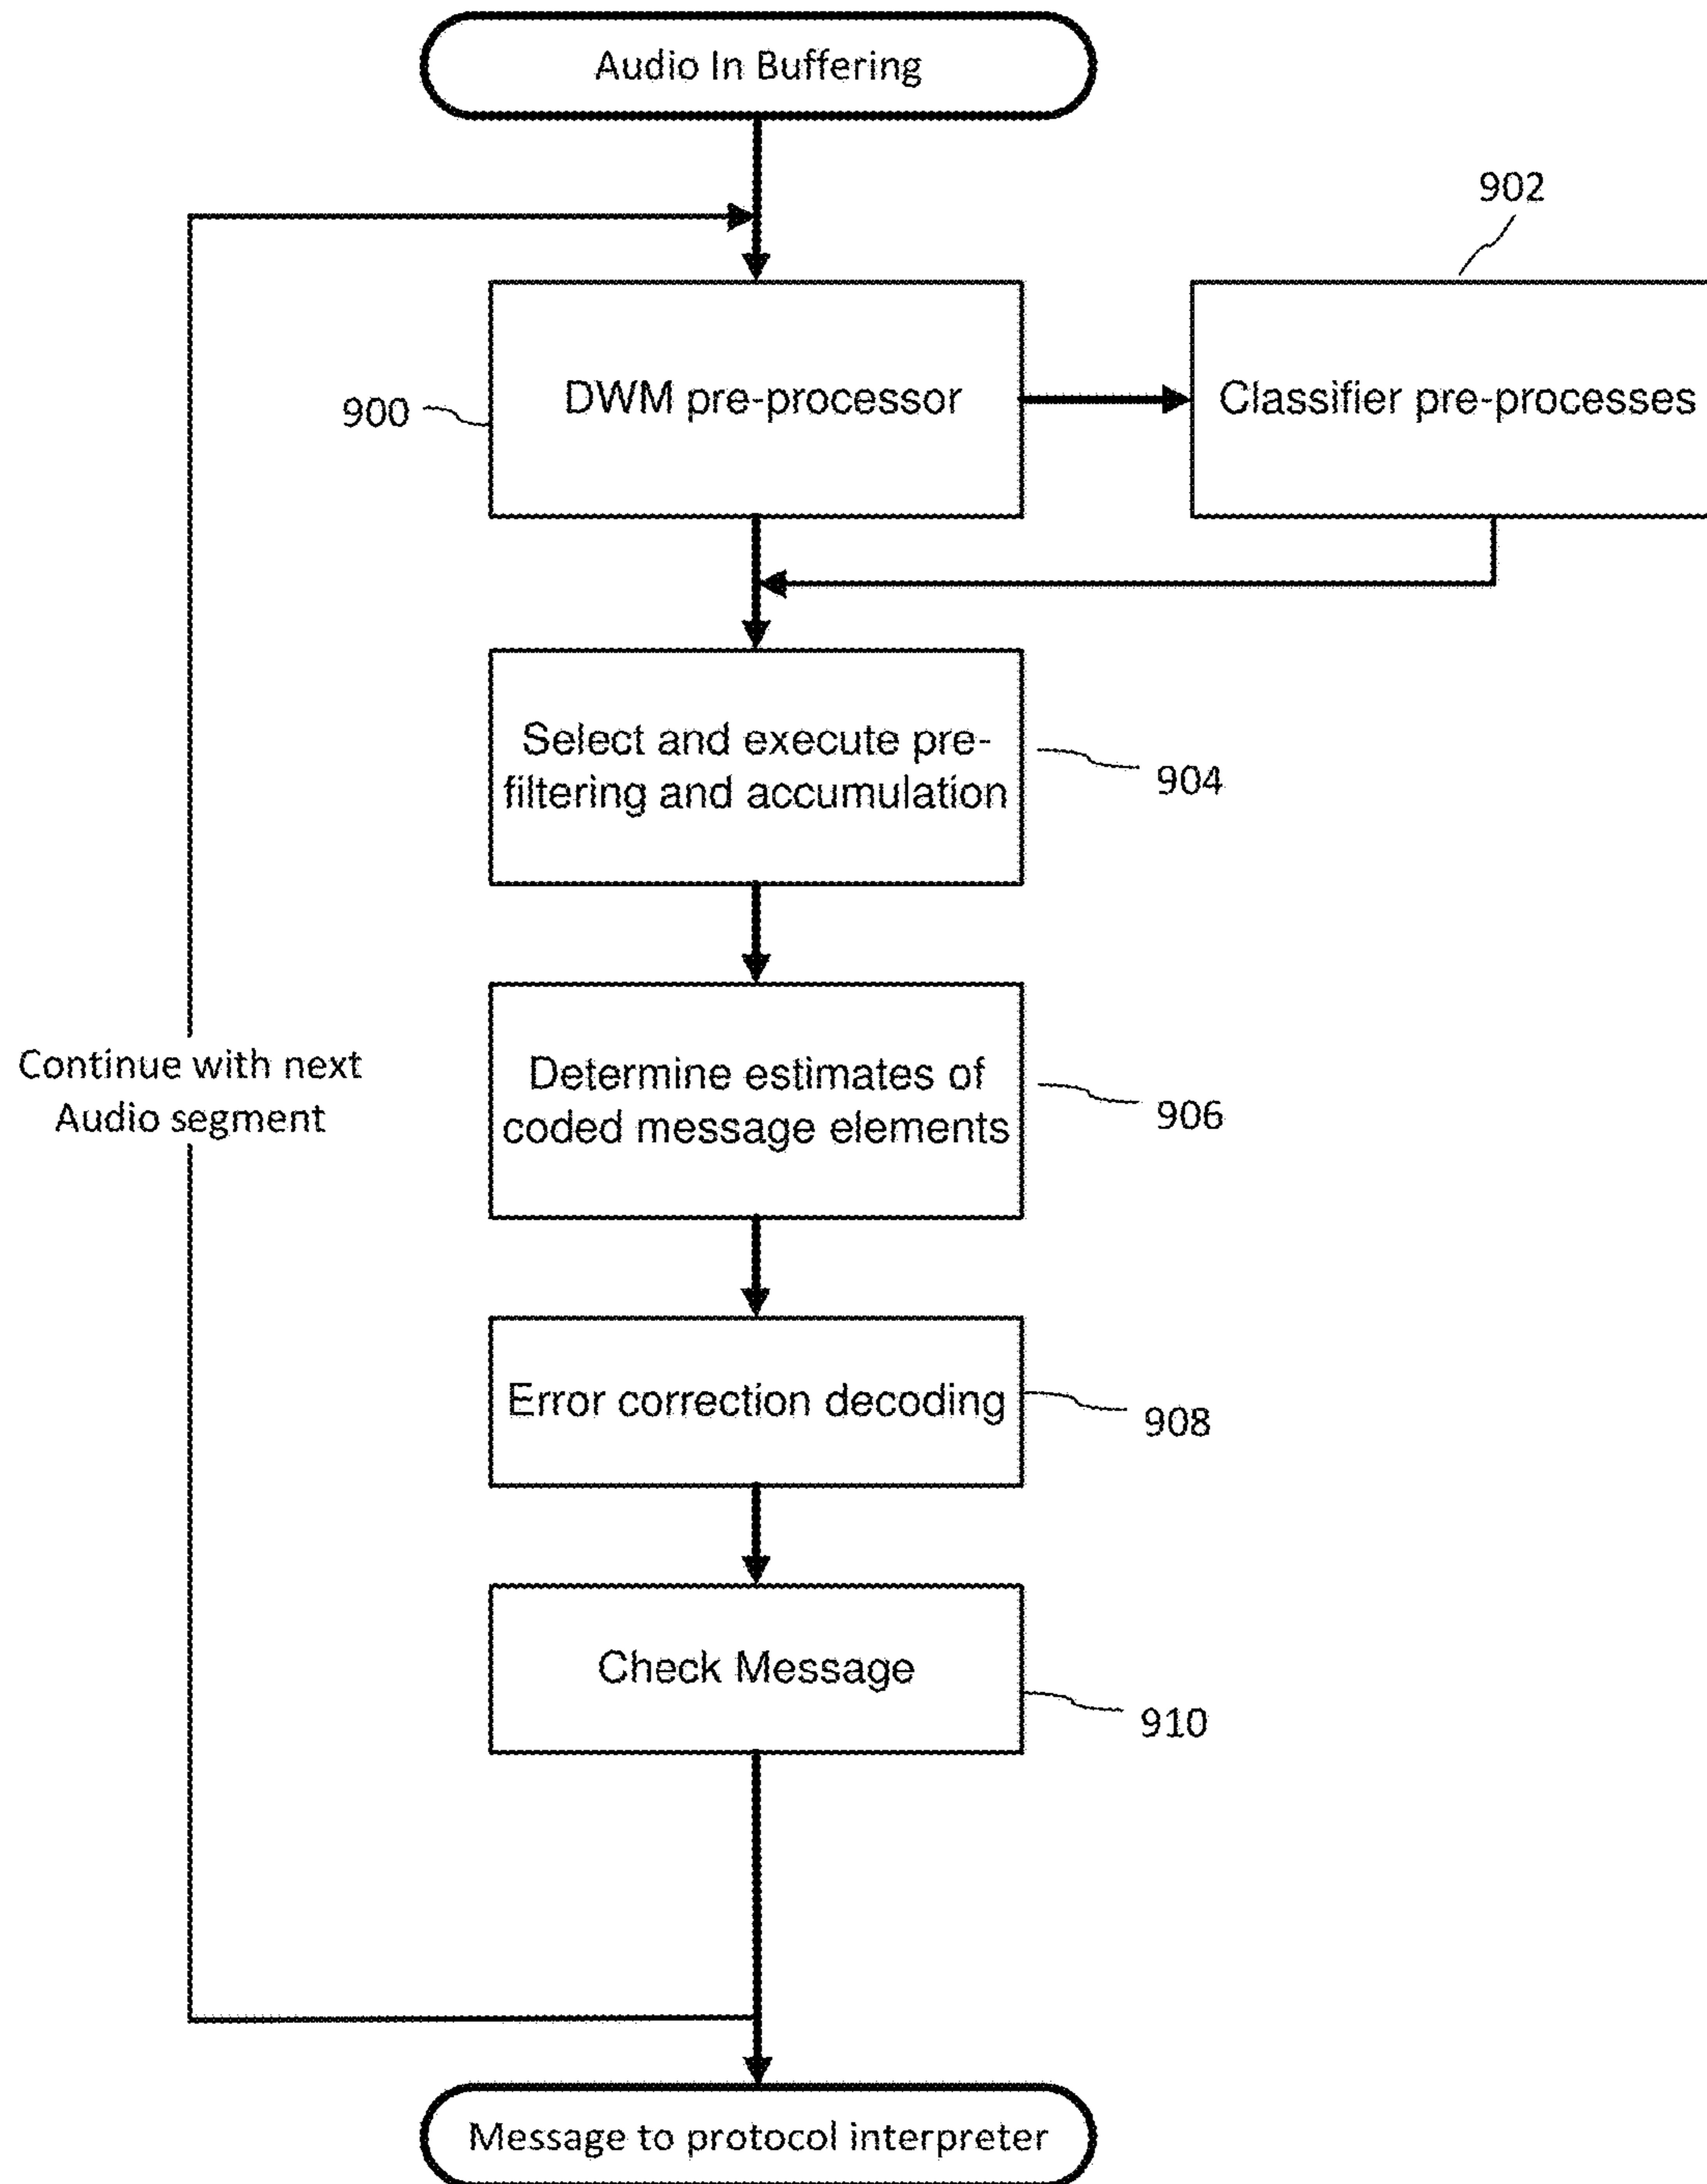 Audio In Buffering
902
DWM pre-processor
Classifier pre-processes
900
Select and execute pre-
filtering and accumulation
904
Continue with next
Audio segment
Determine estimates of
coded message elements
906
Error correction decoding
908
Check Message
910
Message to protocol interpreter